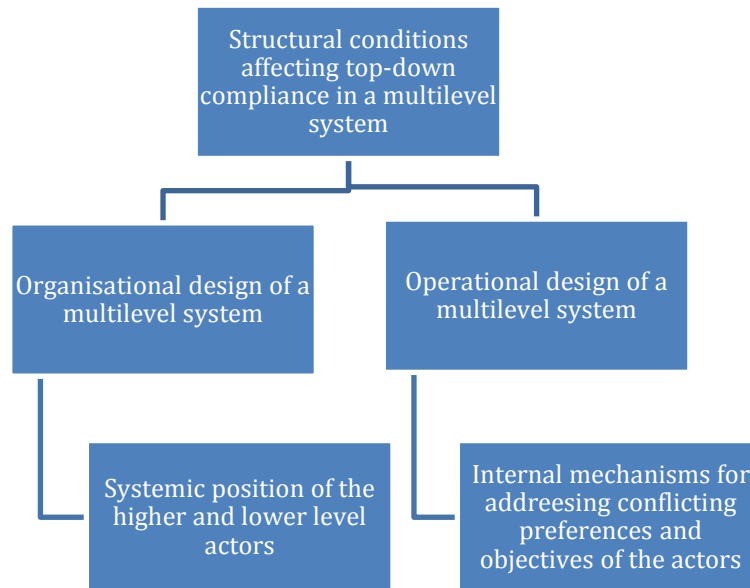 Structural conditions
affecting top-down
compliance in a multilevel
system
Organisational design of a
multilevel system
Operational design of a
multilevel system
Systemic position of the
higher and lower level
actors
Internal mechanisms for
addreesing conflicting
preferences and
objectives of the actors